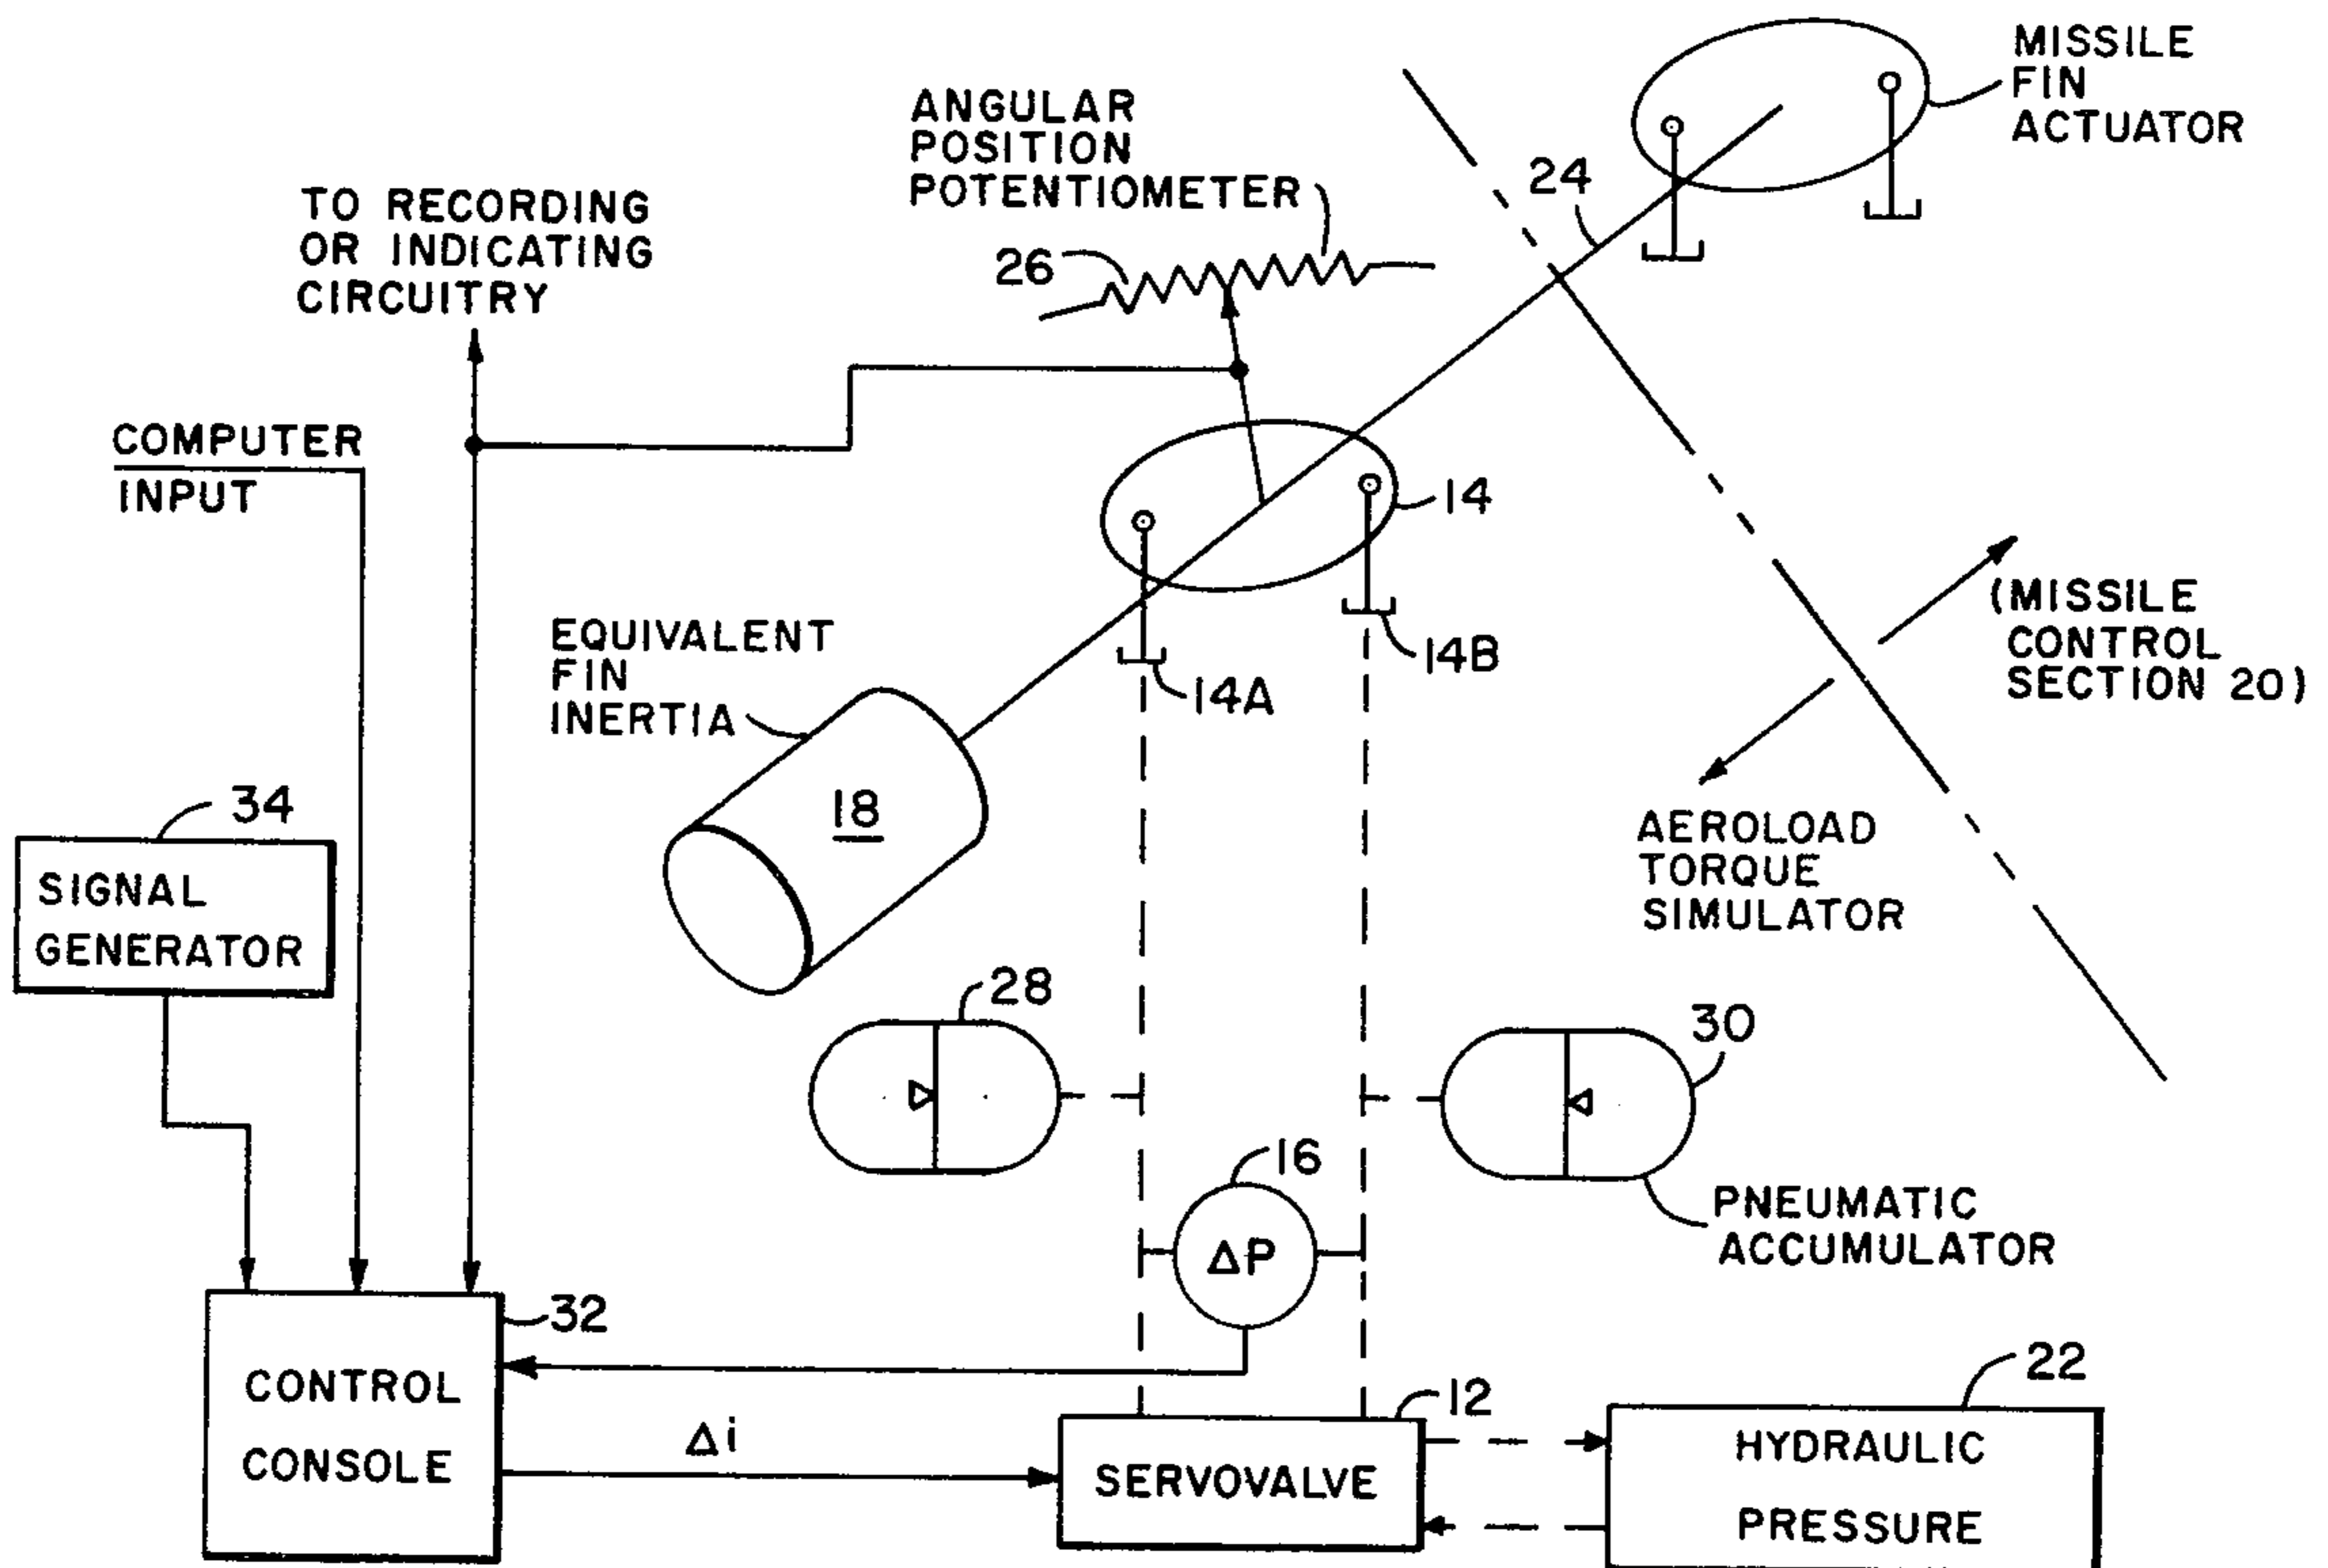 MISSILE
FIN
ACTUATOR
ANGULAR
POSITION
POTENTIOMETER
24
TO RECORDING
OR INDICATING
CIRCUITRY
26
COMPUTER
INPUT
14
14B
14A
(MISSILE
CONTROL
SECTION 20)
EQUIVALENT
FIN
INERTIA
18
34
SIGNAL
GENERATOR
AEROLOAD
TORQUE
SIMULATOR
28
30
16
ΔP
PNEUMATIC
ACCUMULATOR
32
CONTROL
CONSOLE
Δi
12
SERVOVALVE
22
HYDRAULIC
PRESSURE